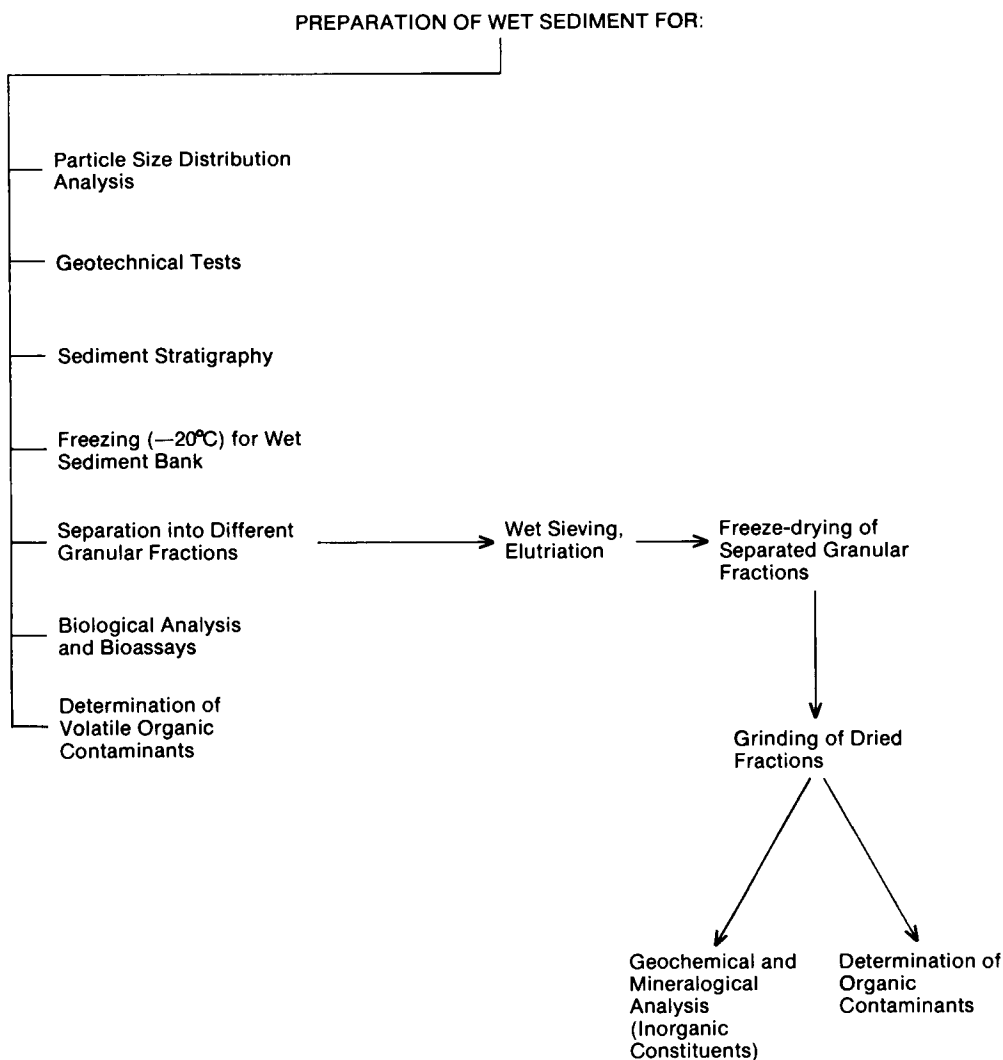 PREPARATION OF WET SEDIMENT FOR:
Particle Size Distribution
Analysis
Geotechnical Tests
Sediment Stratigraphy
Freezing (—20°C) for Wet
Sediment Bank
Separation into Different
Granular Fractions
Wet Sieving,
Elutriation
Freeze-drying of
Separated Granular
Fractions
Biological Analysis
and Bioassays
Determination of
Volatile Organic
Contaminants
Grinding of Dried
Fractions
Geochemical and
Mineralogical
Analysis
(Inorganic
Constituents)
Determination of
Organic
Contaminants